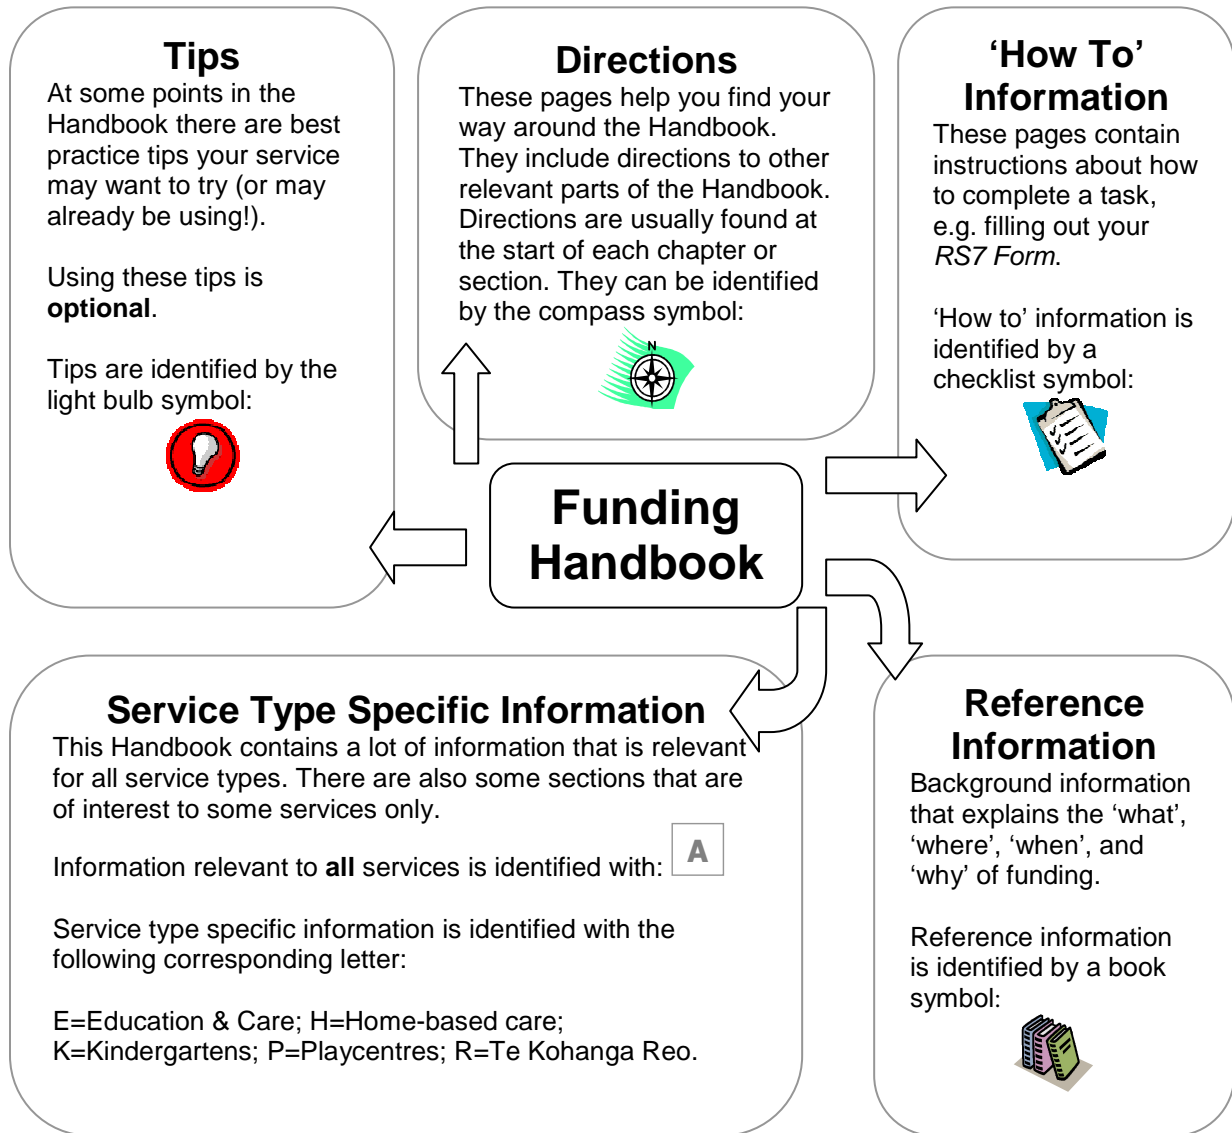 Tips
At some points in the
Handbook there are best
practice tips your service
may want to try (or may
already be using!).
Using these tips is
optional.
Tips are identified by the
light bulb symbol:
Directions
These pages help you find your
way around the Handbook.
They include directions to other
relevant parts of the Handbook.
Directions are usually found at
the start of each chapter or
section. They can be identified
by the compass symbol:
N
‘How To’
Information
These pages contain
instructions about how
to complete a task,
e.g. filling out your
RS7 Form.
‘How to’ information is
identified by a
checklist symbol:
Funding
Handbook
Service Type Specific Information
This Handbook contains a lot of information that is relevant
for all service types. There are also some sections that are
of interest to some services only.
Information relevant to all services is identified with: A
Service type specific information is identified with the
following corresponding letter:
E=Education & Care; H=Home-based care;
K=Kindergartens; P=Playcentres; R=Te Kohanga Reo.
Reference
Information
Background information
that explains the ‘what’,
‘where’, ‘when’, and
‘why’ of funding.
Reference information
is identified by a book
symbol: